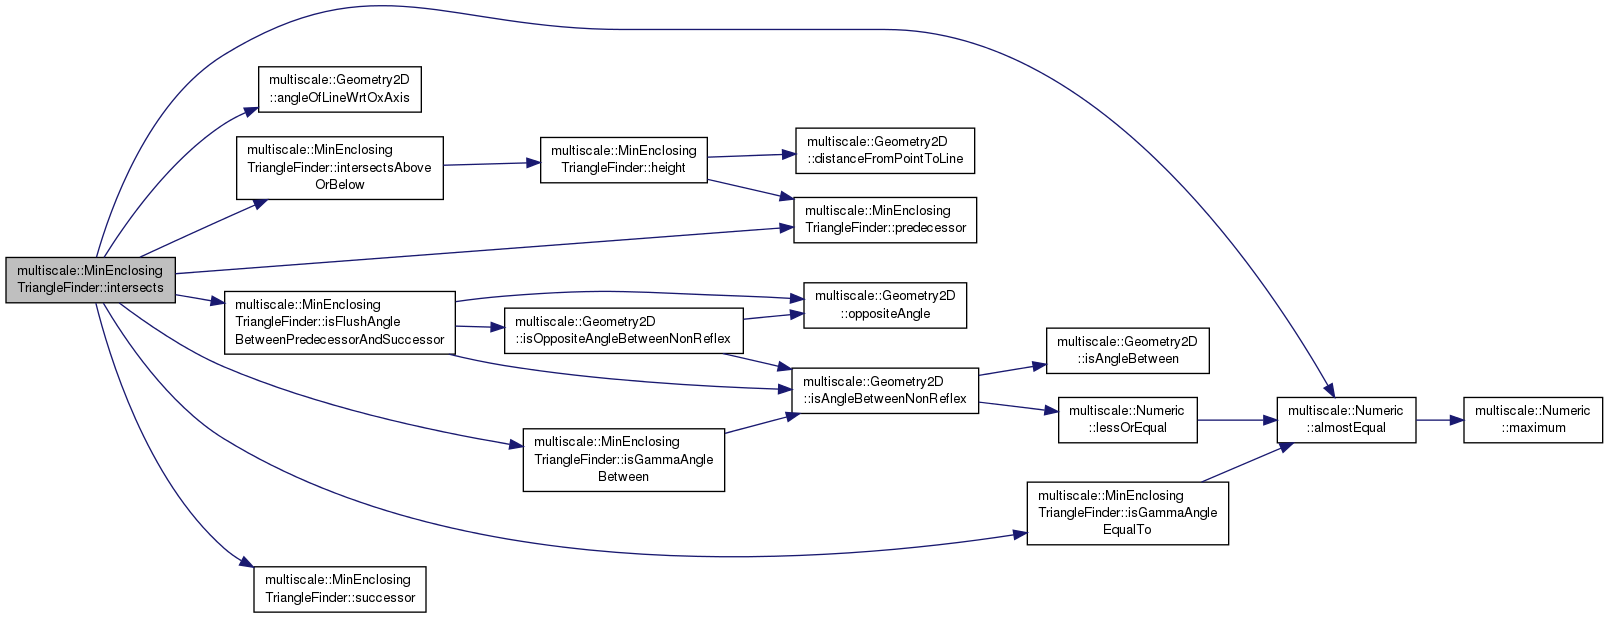 multiscale::MinEnclosing
TriangleFinder::intersects
multiscale::Geometry2D
::angleOfLineWrtOxAxis
multiscale::MinEnclosing
TriangleFinder::intersectsAbove
OrBelow
multiscale::MinEnclosing
TriangleFinder::height
multiscale::Geometry2D
::distanceFromPointToLine
multiscale::MinEnclosing
TriangleFinder::predecessor
multiscale::MinEnclosing
TriangleFinder::isFlushAngle
BetweenPredecessorAndSuccessor
multiscale::Geometry2D
::isOppositeAngleBetweenNonReflex
multiscale::Geometry2D
::oppositeAngle
multiscale::Geometry2D
::isAngleBetweenNonReflex
multiscale::Geometry2D
::isAngleBetween
multiscale::Numeric
::lessOrEqual
multiscale::Numeric
::almostEqual
multiscale::Numeric
::maximum
multiscale::MinEnclosing
TriangleFinder::isGammaAngle
Between
multiscale::MinEnclosing
TriangleFinder::isGammaAngle
EqualTo
multiscale::MinEnclosing
TriangleFinder::successor